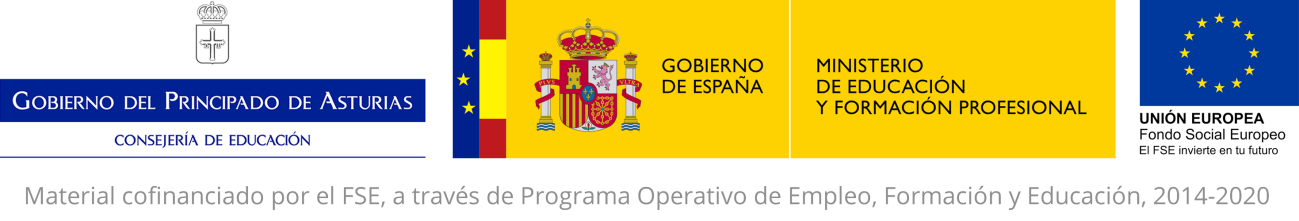 GOBIERNO DEL PRINCIPADO DE ASTURIAS
CONSEJERÍA DE EDUCACIÓN
PLUS VLTRA
GOBIERNO
DE ESPAÑA
MINISTERIO
DE EDUCACIÓN
Y FORMACIÓN PROFESIONAL
UNIÓN EUROPEA
Fondo Social Europeo
El FSE invierte en tu futuro
Material cofinanciado por el FSE, a través de Programa Operativo de Empleo, Formación y Educación, 2014-2020